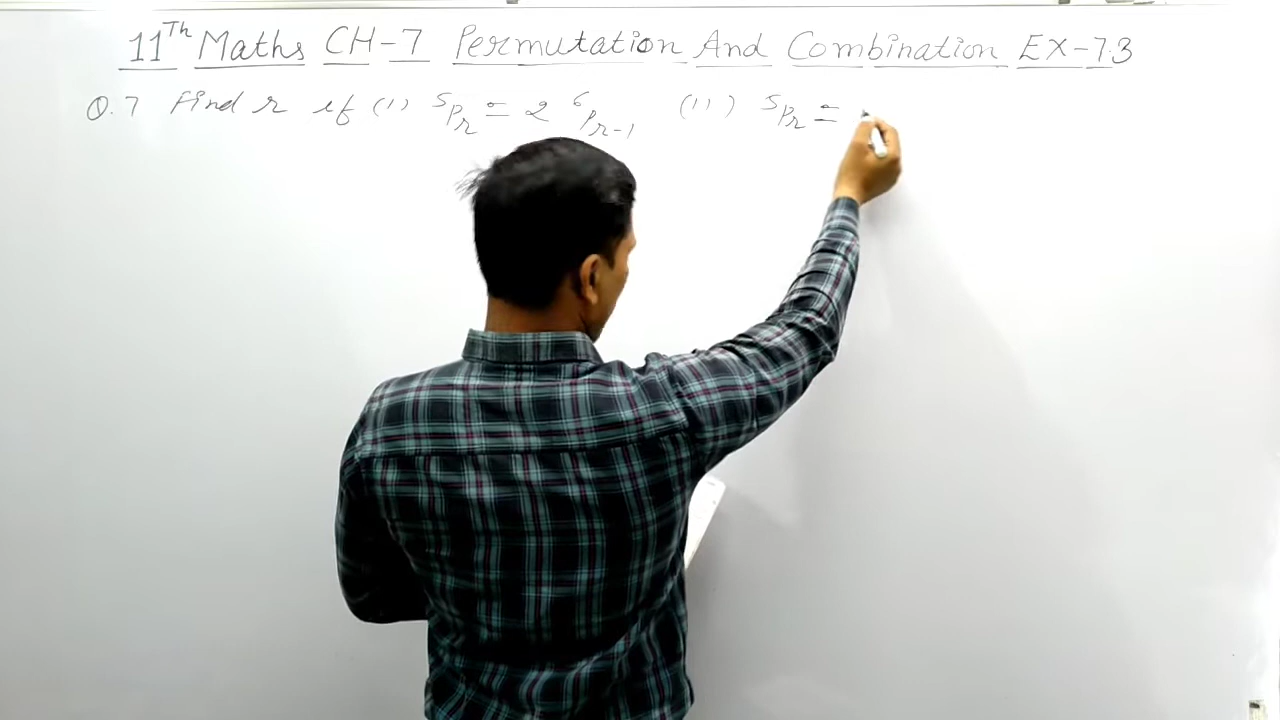 11ᵀʰ Maths CH-7 Permutation And Combination EX-7.3
Q.7 Find r if (i) ⁵Pᵣ = 2 ⁶Pᵣ₋₁ (ii) ⁵Pᵣ =